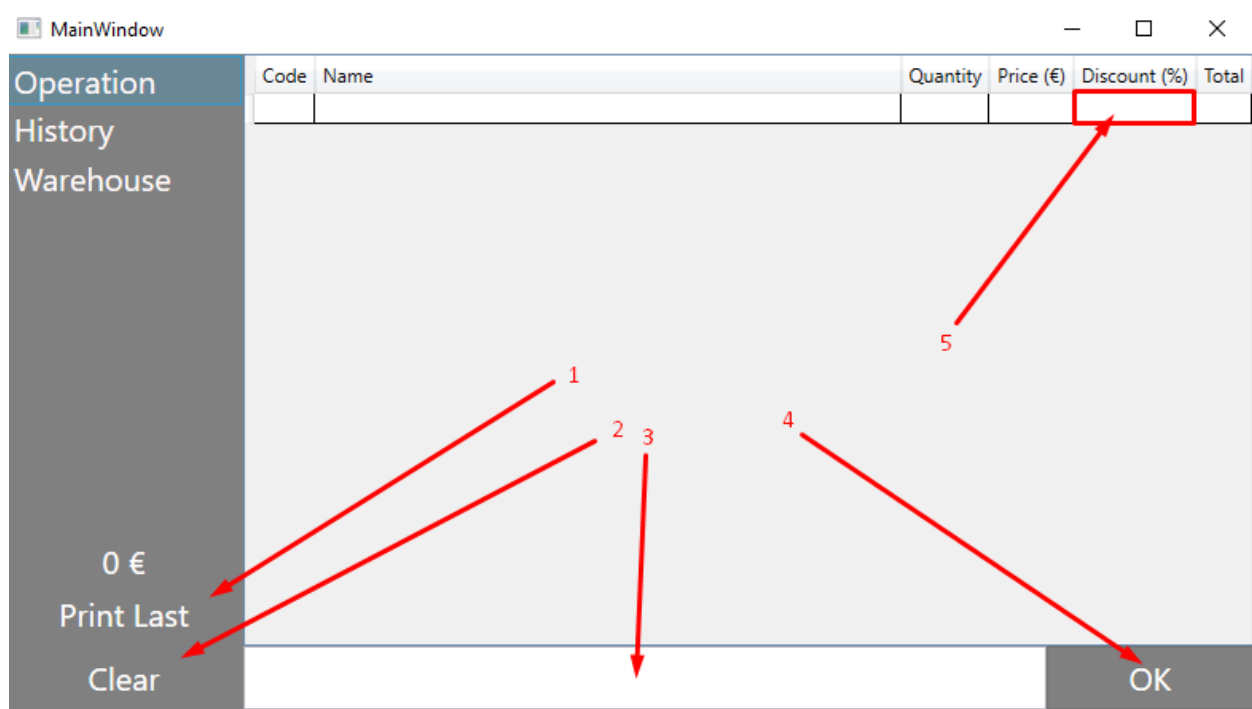 MainWindow
Operation
Code Name Quantity Price (€) Discount (%) Total
History
Warehouse
5
1
2 3 4
0 €
Print Last
Clear OK